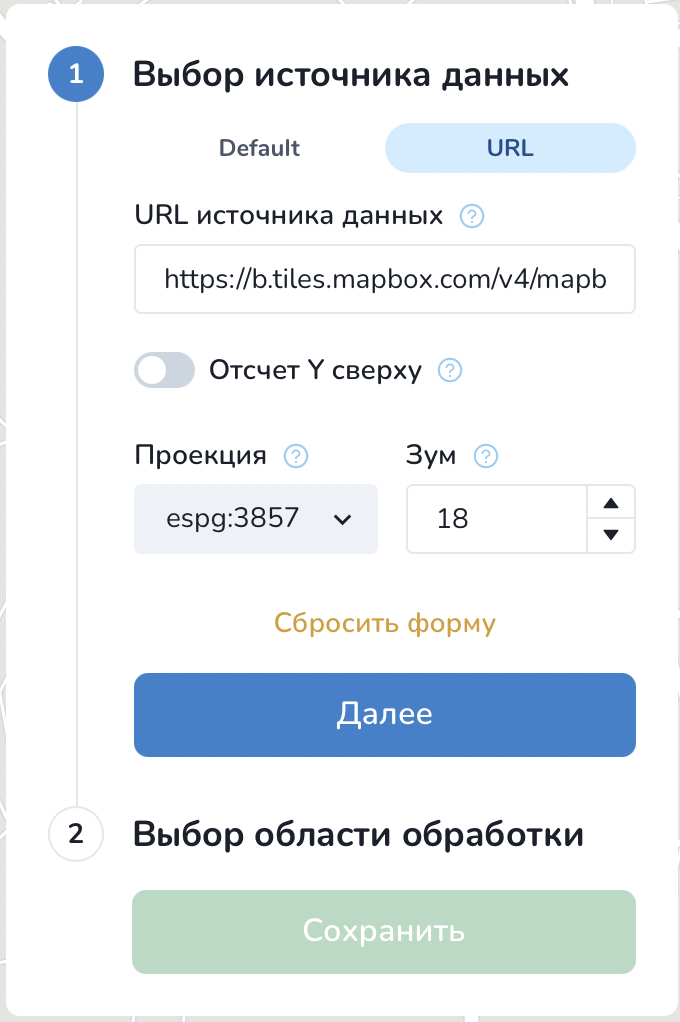 1 Выбор источника данных
Default URL
URL источника данных ?
https://b.tiles.mapbox.com/v4/mapb
Отсчет Y сверху ?
Проекция ? Зум ?
espg:3857 18
Сбросить форму
Далее
2 Выбор области обработки
Сохранить